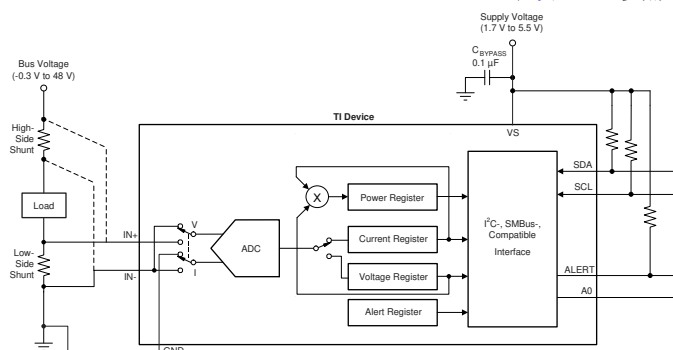 Supply Voltage
(1.7 V to 5.5 V)
CBYPASS
0.1 µF
Bus Voltage
(-0.3 V to 48 V)
High-
Side
Shunt
TI Device
VS
SDA
SCL
Power Register
X
Load
V
I²C-, SMBus-,
Compatible
Interface
IN+
ADC
Current Register
Low-
Side
Shunt
I
IN-
Voltage Register
ALERT
A0
Alert Register
GND